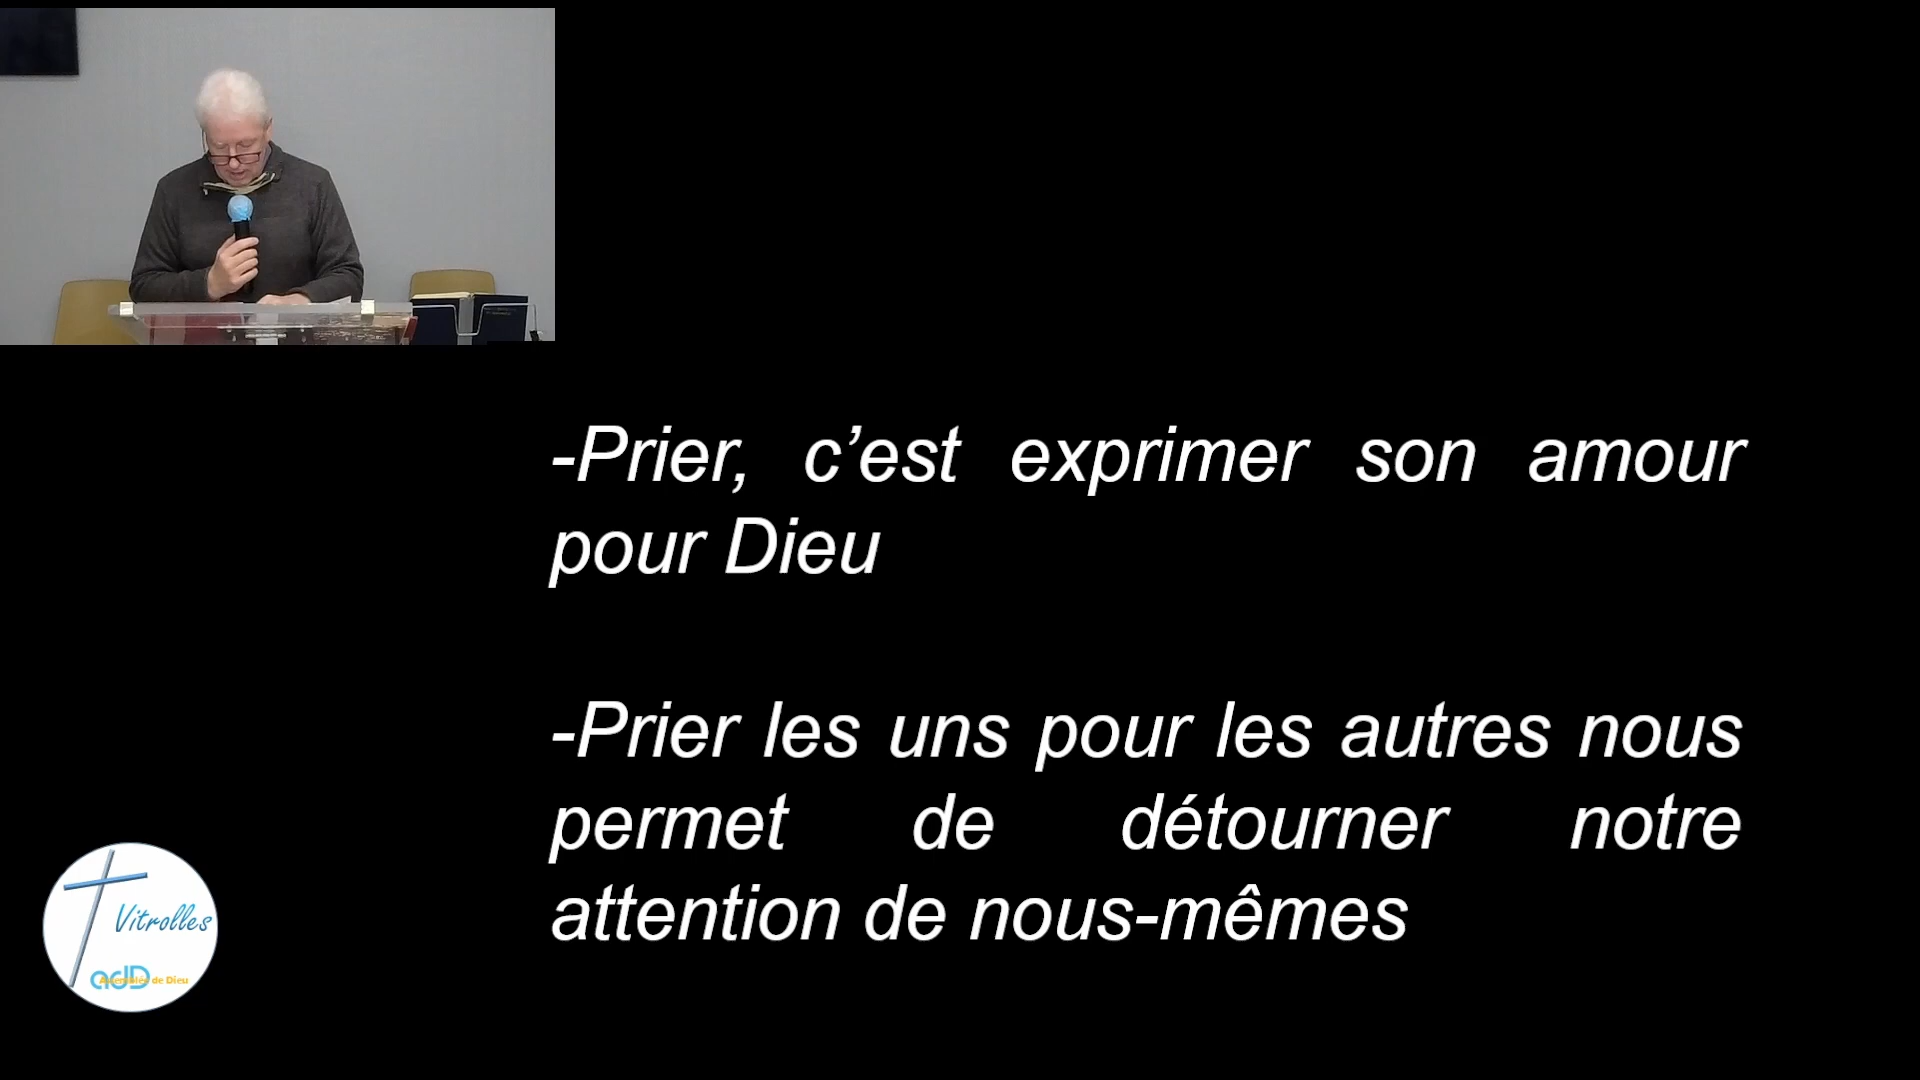 -Prier, c’est exprimer son amour
pour Dieu
-Prier les uns pour les autres nous
permet de détourner notre
attention de nous-mêmes
Vitrolles
adD
Assemblée de Dieu